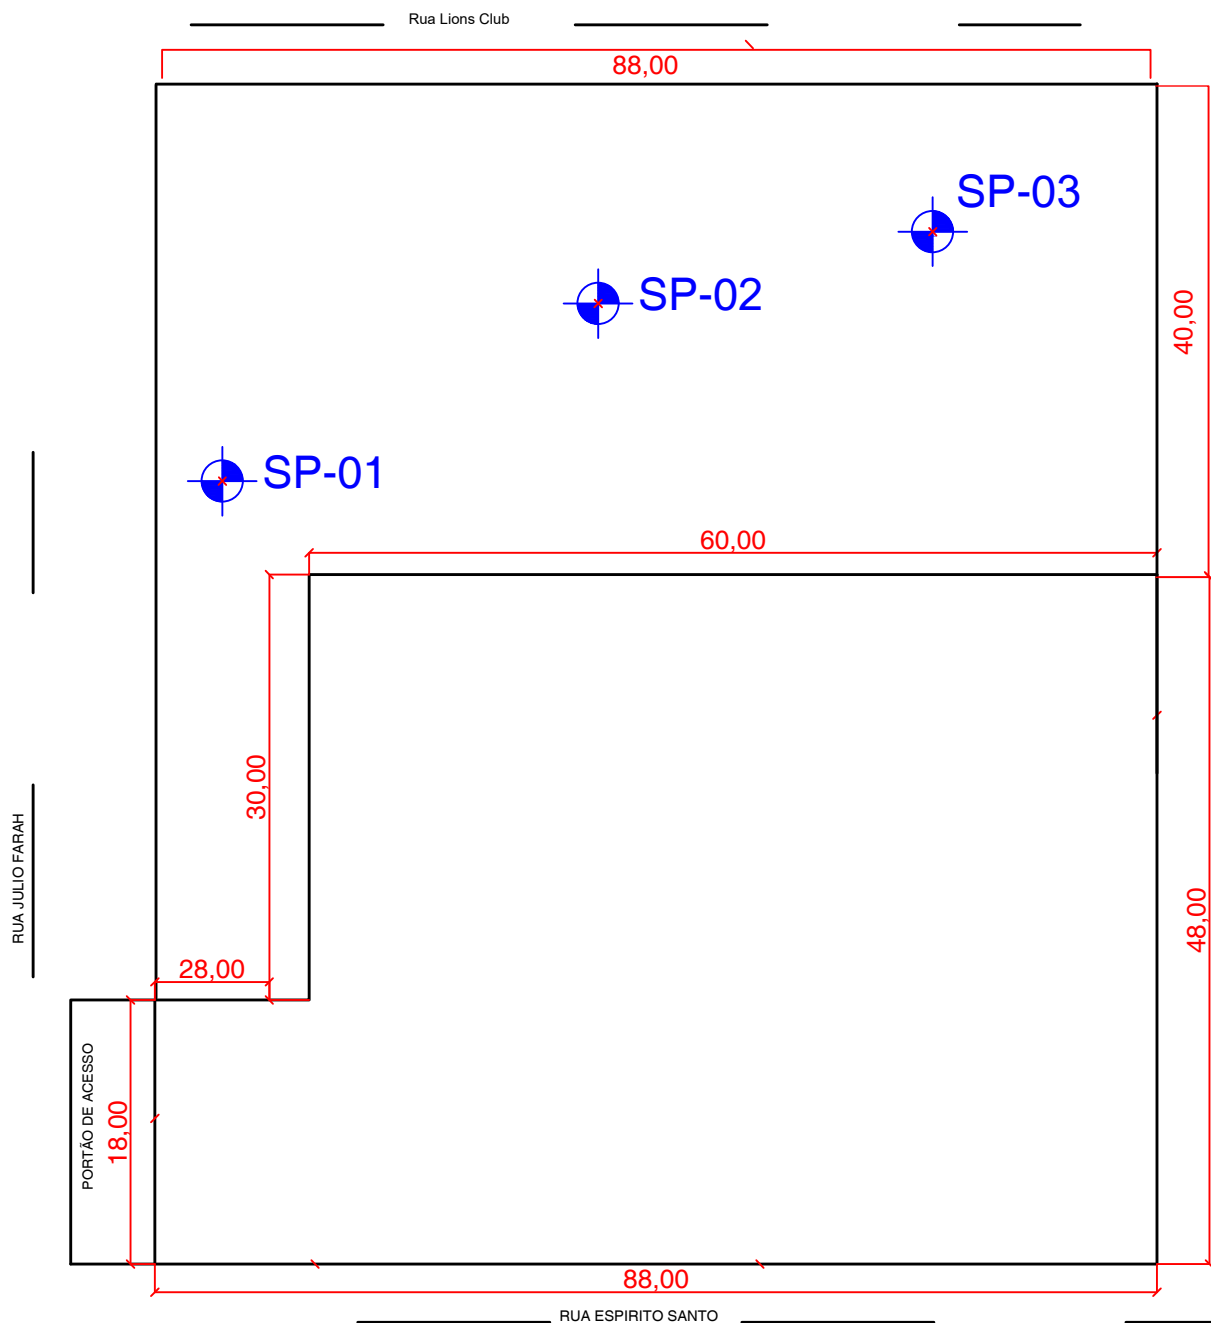 Rua Lions Club
88,00
SP-03
SP-02
40,00
SP-01
60,00
30,00
RUA JULIO FARAH
48,00
28,00
PORTÃO DE ACESSO
18,00
88,00
RUA ESPIRITO SANTO